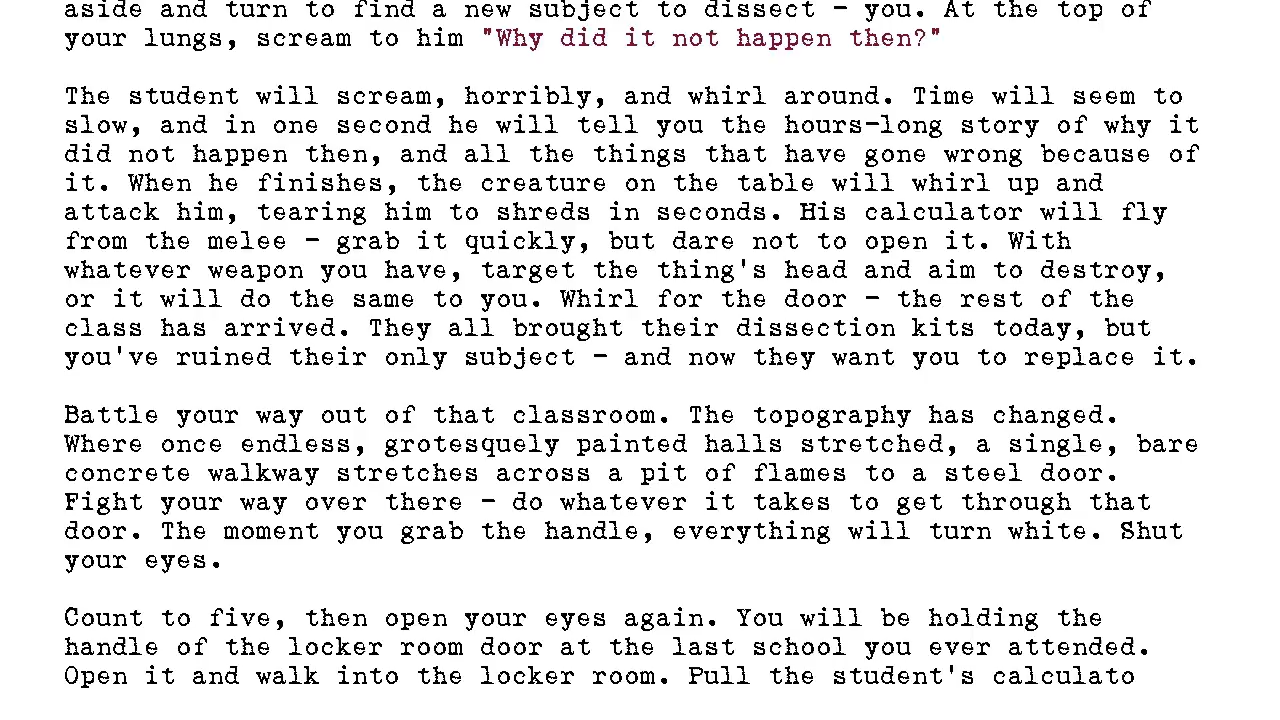 aside and turn to find a new subject to dissect - you. At the top of
your lungs, scream to him "Why did it not happen then?"
The student will scream, horribly, and whirl around. Time will seem to
slow, and in one second he will tell you the hours-long story of why it
did not happen then, and all the things that have gone wrong because of
it. When he finishes, the creature on the table will whirl up and
attack him, tearing him to shreds in seconds. His calculator will fly
from the melee - grab it quickly, but dare not to open it. With
whatever weapon you have, target the thing's head and aim to destroy,
or it will do the same to you. Whirl for the door - the rest of the
class has arrived. They all brought their dissection kits today, but
you've ruined their only subject - and now they want you to replace it.
Battle your way out of that classroom. The topography has changed.
Where once endless, grotesquely painted halls stretched, a single, bare
concrete walkway stretches across a pit of flames to a steel door.
Fight your way over there - do whatever it takes to get through that
door. The moment you grab the handle, everything will turn white. Shut
your eyes.
Count to five, then open your eyes again. You will be holding the
handle of the locker room door at the last school you ever attended.
Open it and walk into the locker room. Pull the student's calculato